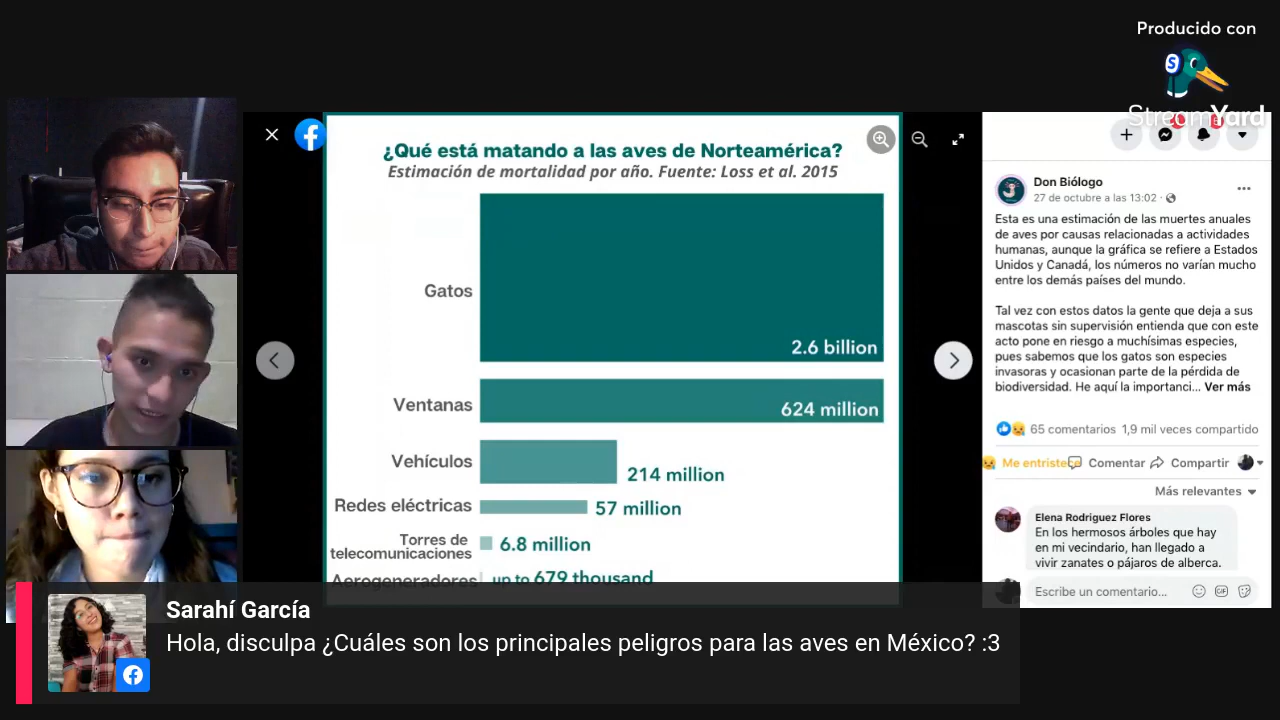 Producido con
StreamYard
¿Qué está matando a las aves de Norteamérica?
Estimación de mortalidad por año. Fuente: Loss et al. 2015
Gatos
2.6 billion
Ventanas
624 million
Vehículos
214 million
Redes eléctricas
57 million
Torres de
telecomunicaciones
6.8 million
Aerogeneradores
up to 679 thousand
Don Biólogo
27 de octubre a las 13:02 ·
Esta es una estimación de las muertes anuales
de aves por causas relacionadas a actividades
humanas, aunque la gráfica se refiere a Estados
Unidos y Canadá, los números no varían mucho
entre los demás países del mundo.
Tal vez con estos datos la gente que deja a sus
mascotas sin supervisión entienda que con este
acto pone en riesgo a muchísimas especies,
pues sabemos que los gatos son especies
invasoras y ocasionan parte de la pérdida de
biodiversidad. He aquí la importanci... Ver más
65 comentarios 1,9 mil veces compartido
Me entristece Comentar Compartir
Más relevantes
Elena Rodriguez Flores
En los hermosos árboles que hay
en mi vecindario, han llegado a
vivir zanates o pájaros de alberca.
Escribe un comentario...
GIF
Sarahí García
Hola, disculpa ¿Cuáles son los principales peligros para las aves en México? :3